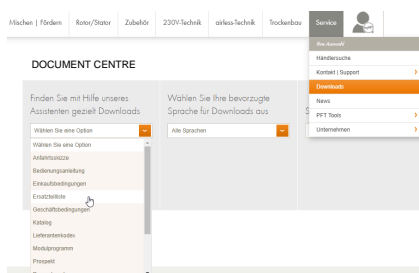 Mischen | Fördern Rotor/Stator Zubehör 230V-Technik airless-Technik Trockenbau Service
Ihre Auswahl
Händlersuche
Kontakt | Support
Downloads
News
PFT Tools
Unternehmen
DOCUMENT CENTRE
Finden Sie mit Hilfe unseres
Assistenten gezielt Downloads
Wählen Sie eine Option
Wählen Sie eine Option
Anfahrtsskizze
Bedienungsanleitung
Einkaufsbedingungen
Ersatzteilliste
Geschäftsbedingungen
Katalog
Lieferantenkodex
Modulprogramm
Prospekt
Wählen Sie Ihre bevorzugte
Sprache für Downloads aus
Alle Sprachen